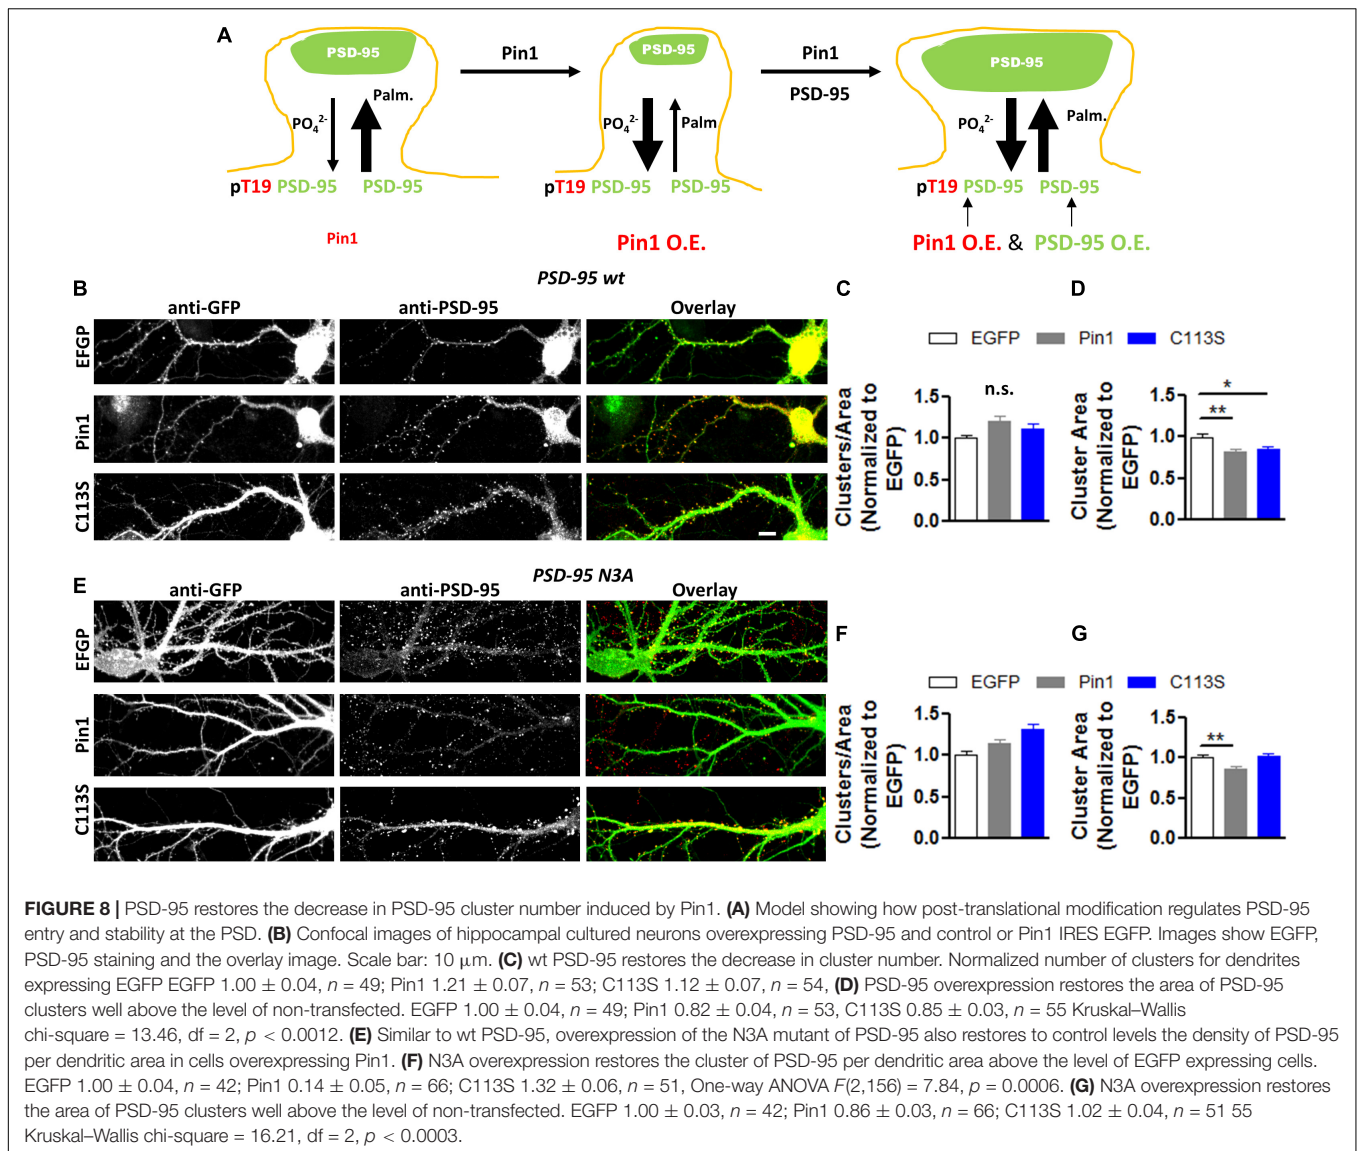 A
PSD-95
PO₄²⁻
Palm.
pT19 PSD-95
PSD-95
Pin1
Pin1
PSD-95
PO₄²⁻
Palm
pT19 PSD-95
PSD-95
Pin1 O.E.
Pin1
PSD-95
PSD-95
PO₄²⁻
Palm.
pT19 PSD-95
PSD-95
Pin1 O.E. & PSD-95 O.E.
B
PSD-95 wt
anti-GFP
anti-PSD-95
Overlay
EFGP
Pin1
C113S
C
D
EGFP
Pin1
C113S
Clusters/Area
(Normalized to
EGFP)
1.5
1.0
0.5
0.0
n.s.
Cluster Area
(Normalized to
EGFP)
1.5
1.0
0.5
0.0
*
**
E
PSD-95 N3A
anti-GFP
anti-PSD-95
Overlay
EFGP
Pin1
C113S
F
G
EGFP
Pin1
C113S
EGFP
Pin1
C113S
Clusters/Area
(Normalized to
EGFP)
1.5
1.0
0.5
0.0
Cluster Area
(Normalized to
EGFP)
1.5
1.0
0.5
0.0
**
FIGURE 8 | PSD-95 restores the decrease in PSD-95 cluster number induced by Pin1. (A) Model showing how post-translational modification regulates PSD-95
entry and stability at the PSD. (B) Confocal images of hippocampal cultured neurons overexpressing PSD-95 and control or Pin1 IRES EGFP. Images show EGFP,
PSD-95 staining and the overlay image. Scale bar: 10 μm. (C) wt PSD-95 restores the decrease in cluster number. Normalized number of clusters for dendrites
expressing EGFP EGFP 1.00 ± 0.04, n = 49; Pin1 1.21 ± 0.07, n = 53; C113S 1.12 ± 0.07, n = 54, (D) PSD-95 overexpression restores the area of PSD-95
clusters well above the level of non-transfected. EGFP 1.00 ± 0.04, n = 49; Pin1 0.82 ± 0.04, n = 53, C113S 0.85 ± 0.03, n = 55 Kruskal–Wallis
chi-square = 13.46, df = 2, p < 0.0012. (E) Similar to wt PSD-95, overexpression of the N3A mutant of PSD-95 also restores to control levels the density of PSD-95
per dendritic area in cells overexpressing Pin1. (F) N3A overexpression restores the cluster of PSD-95 per dendritic area above the level of EGFP expressing cells.
EGFP 1.00 ± 0.04, n = 42; Pin1 0.14 ± 0.05, n = 66; C113S 1.32 ± 0.06, n = 51, One-way ANOVA F(2,156) = 7.84, p = 0.0006. (G) N3A overexpression restores
the area of PSD-95 clusters well above the level of non-transfected. EGFP 1.00 ± 0.03, n = 42; Pin1 0.86 ± 0.03, n = 66; C113S 1.02 ± 0.04, n = 51 55
Kruskal–Wallis chi-square = 16.21, df = 2, p < 0.0003.